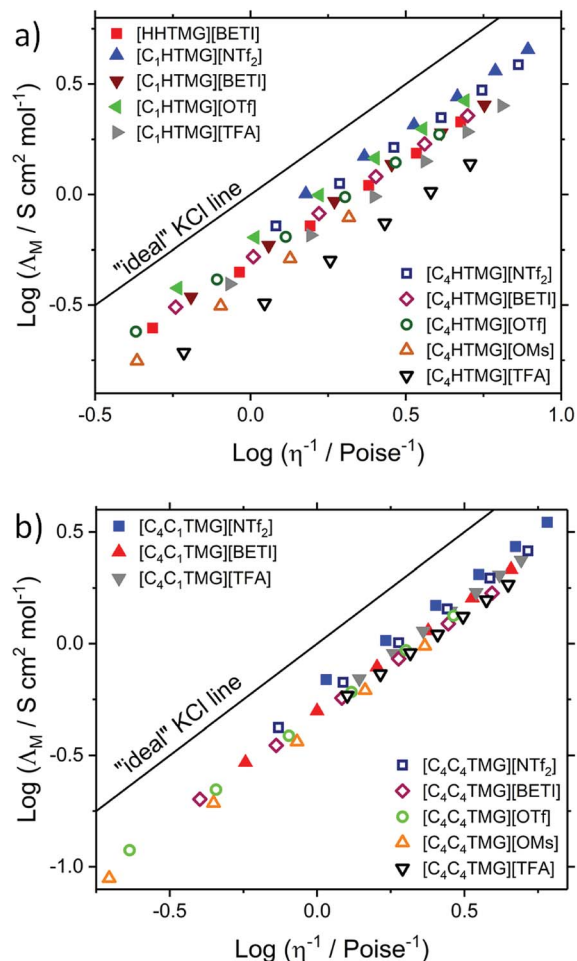 a)
[HHTMG][BETI]
[C₁HTMG][NTf₂]
[C₁HTMG][BETI]
[C₁HTMG][OTf]
[C₁HTMG][TFA]
"ideal" KCl line
[C₄HTMG][NTf₂]
[C₄HTMG][BETI]
[C₄HTMG][OTf]
[C₄HTMG][OMs]
[C₄HTMG][TFA]
Log (Λ_M / S cm² mol⁻¹)
0.5
0.0
-0.5
-0.5 0.0 0.5 1.0
Log (η⁻¹ / Poise⁻¹)
b)
[C₄C₁TMG][NTf₂]
[C₄C₁TMG][BETI]
[C₄C₁TMG][TFA]
"ideal" KCl line
[C₄C₄TMG][NTf₂]
[C₄C₄TMG][BETI]
[C₄C₄TMG][OTf]
[C₄C₄TMG][OMs]
[C₄C₄TMG][TFA]
Log (Λ_M / S cm² mol⁻¹)
0.5
0.0
-0.5
-1.0
-0.5 0.0 0.5
Log (η⁻¹ / Poise⁻¹)